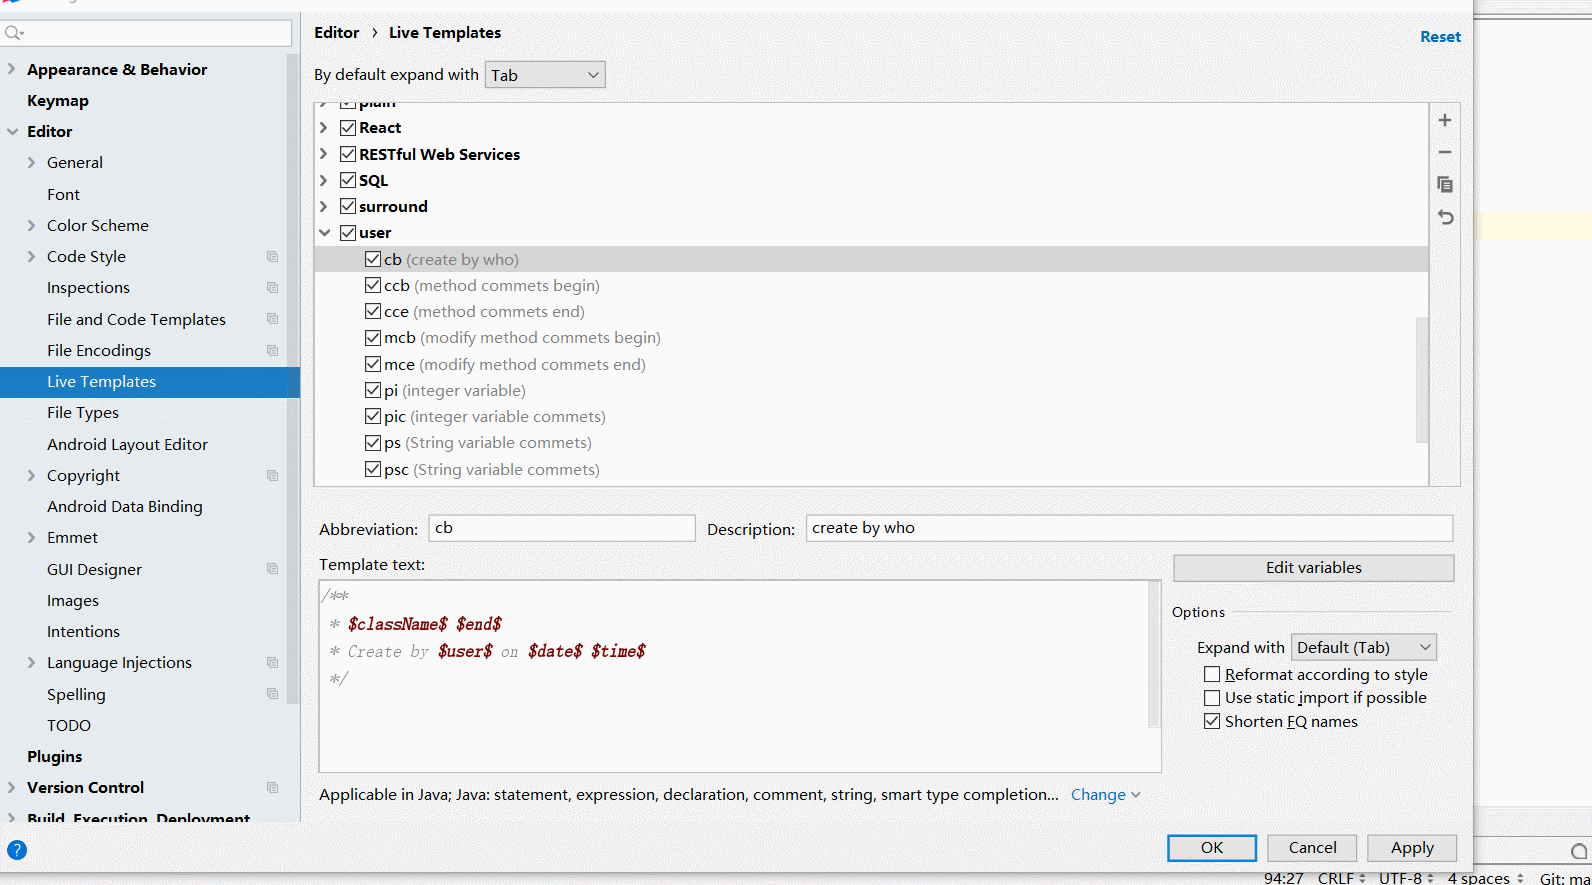 Editor › Live Templates
Reset
By default expand with Tab
Appearance & Behavior
Keymap
Editor
General
Font
Color Scheme
Code Style
Inspections
File and Code Templates
File Encodings
Live Templates
File Types
Android Layout Editor
Copyright
Android Data Binding
Emmet
GUI Designer
Images
Intentions
Language Injections
Spelling
TODO
Plugins
Version Control
Build, Execution, Deployment
plain
React
RESTful Web Services
SQL
surround
user
cb (create by who)
ccb (method commets begin)
cce (method commets end)
mcb (modify method commets begin)
mce (modify method commets end)
pi (integer variable)
pic (integer variable commets)
ps (String variable commets)
psc (String variable commets)
Abbreviation: cb Description: create by who
Template text:
/**
* $className$ $end$
* Create by $user$ on $date$ $time$
*/
Edit variables
Options
Expand with Default (Tab)
Reformat according to style
Use static import if possible
Shorten FQ names
Applicable in Java; Java: statement, expression, declaration, comment, string, smart type completion... Change
?
OK Cancel Apply
94:27 CRLF UTF-8 4 spaces Git: ma